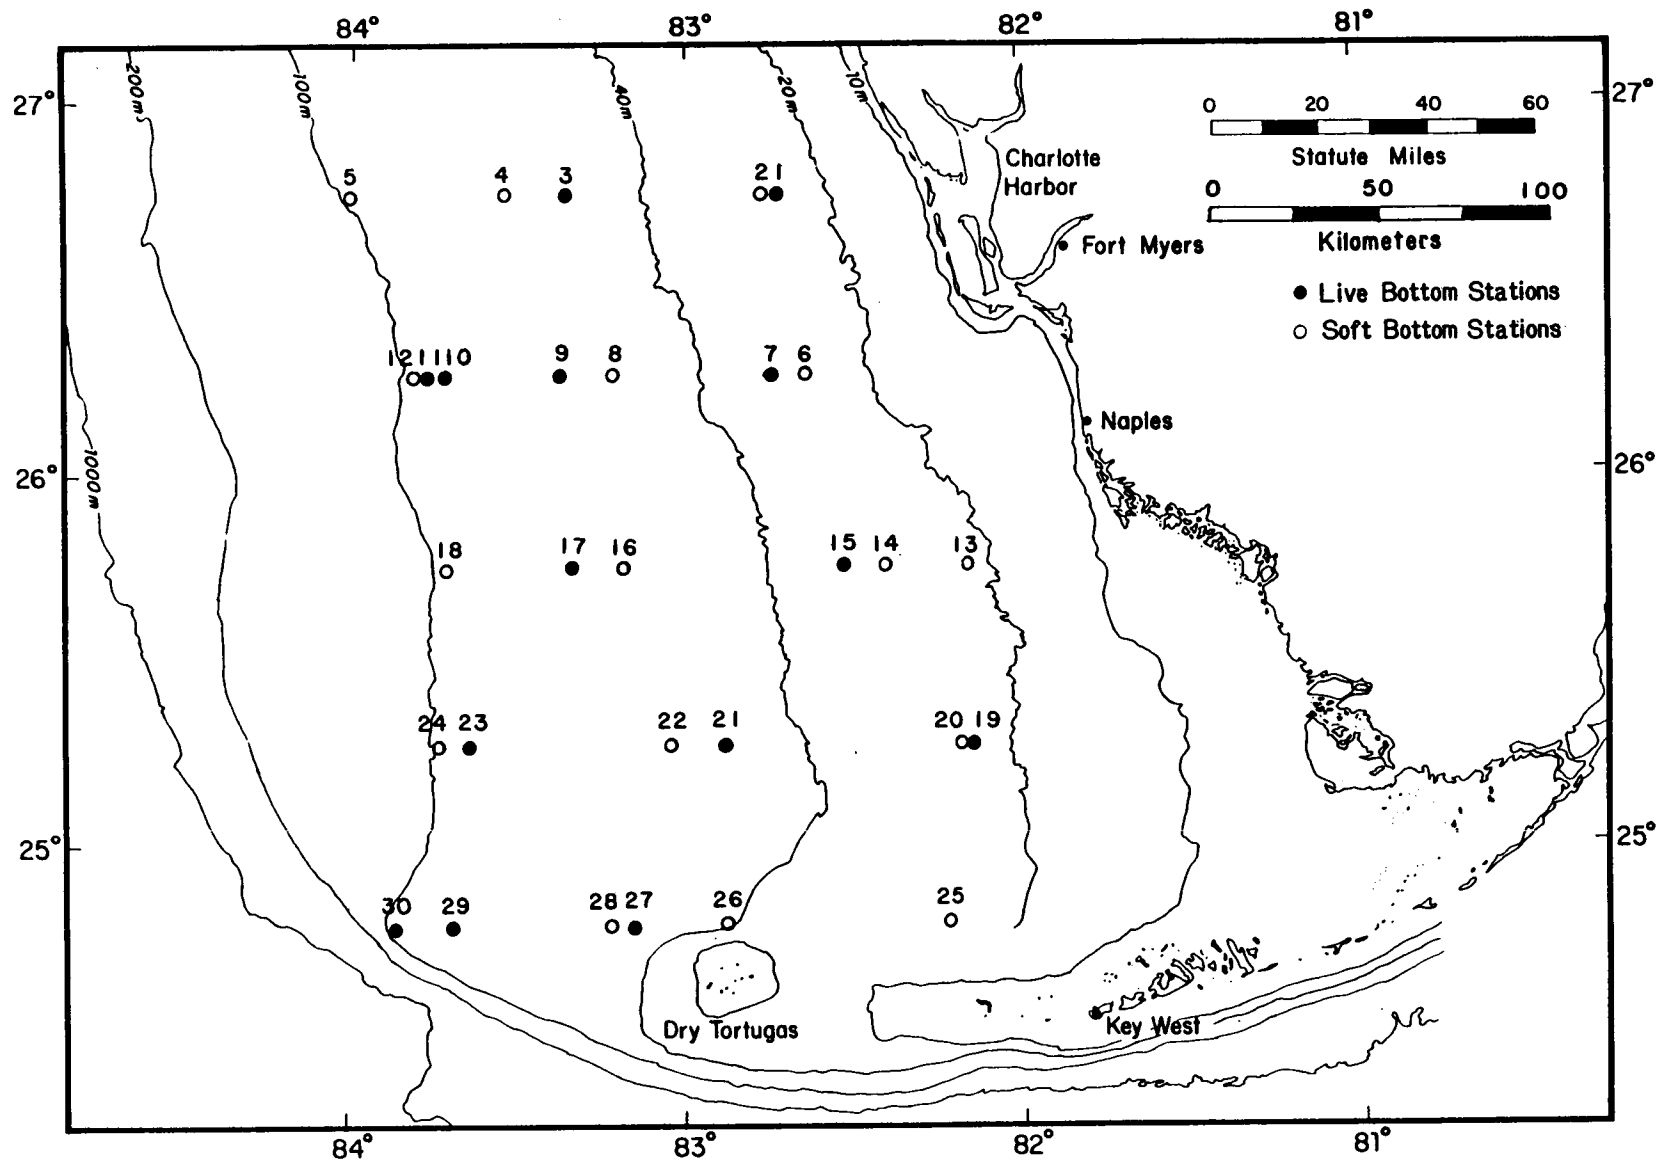 84° 83° 82° 81°
200m 100m 40m 20m 10m
27° 27°
0 20 40 60
Statute Miles
0 50 100
Kilometers
Charlotte
Harbor
5 4 3 21
Fort Myers
Live Bottom Stations
Soft Bottom Stations
12 11 10 9 8 7 6
Naples
1000m
26° 26°
18 17 16 15 14 13
24 23 22 21 20 19
25° 25°
30 29 28 27 26 25
Dry Tortugas
Key West
84° 83° 82° 81°